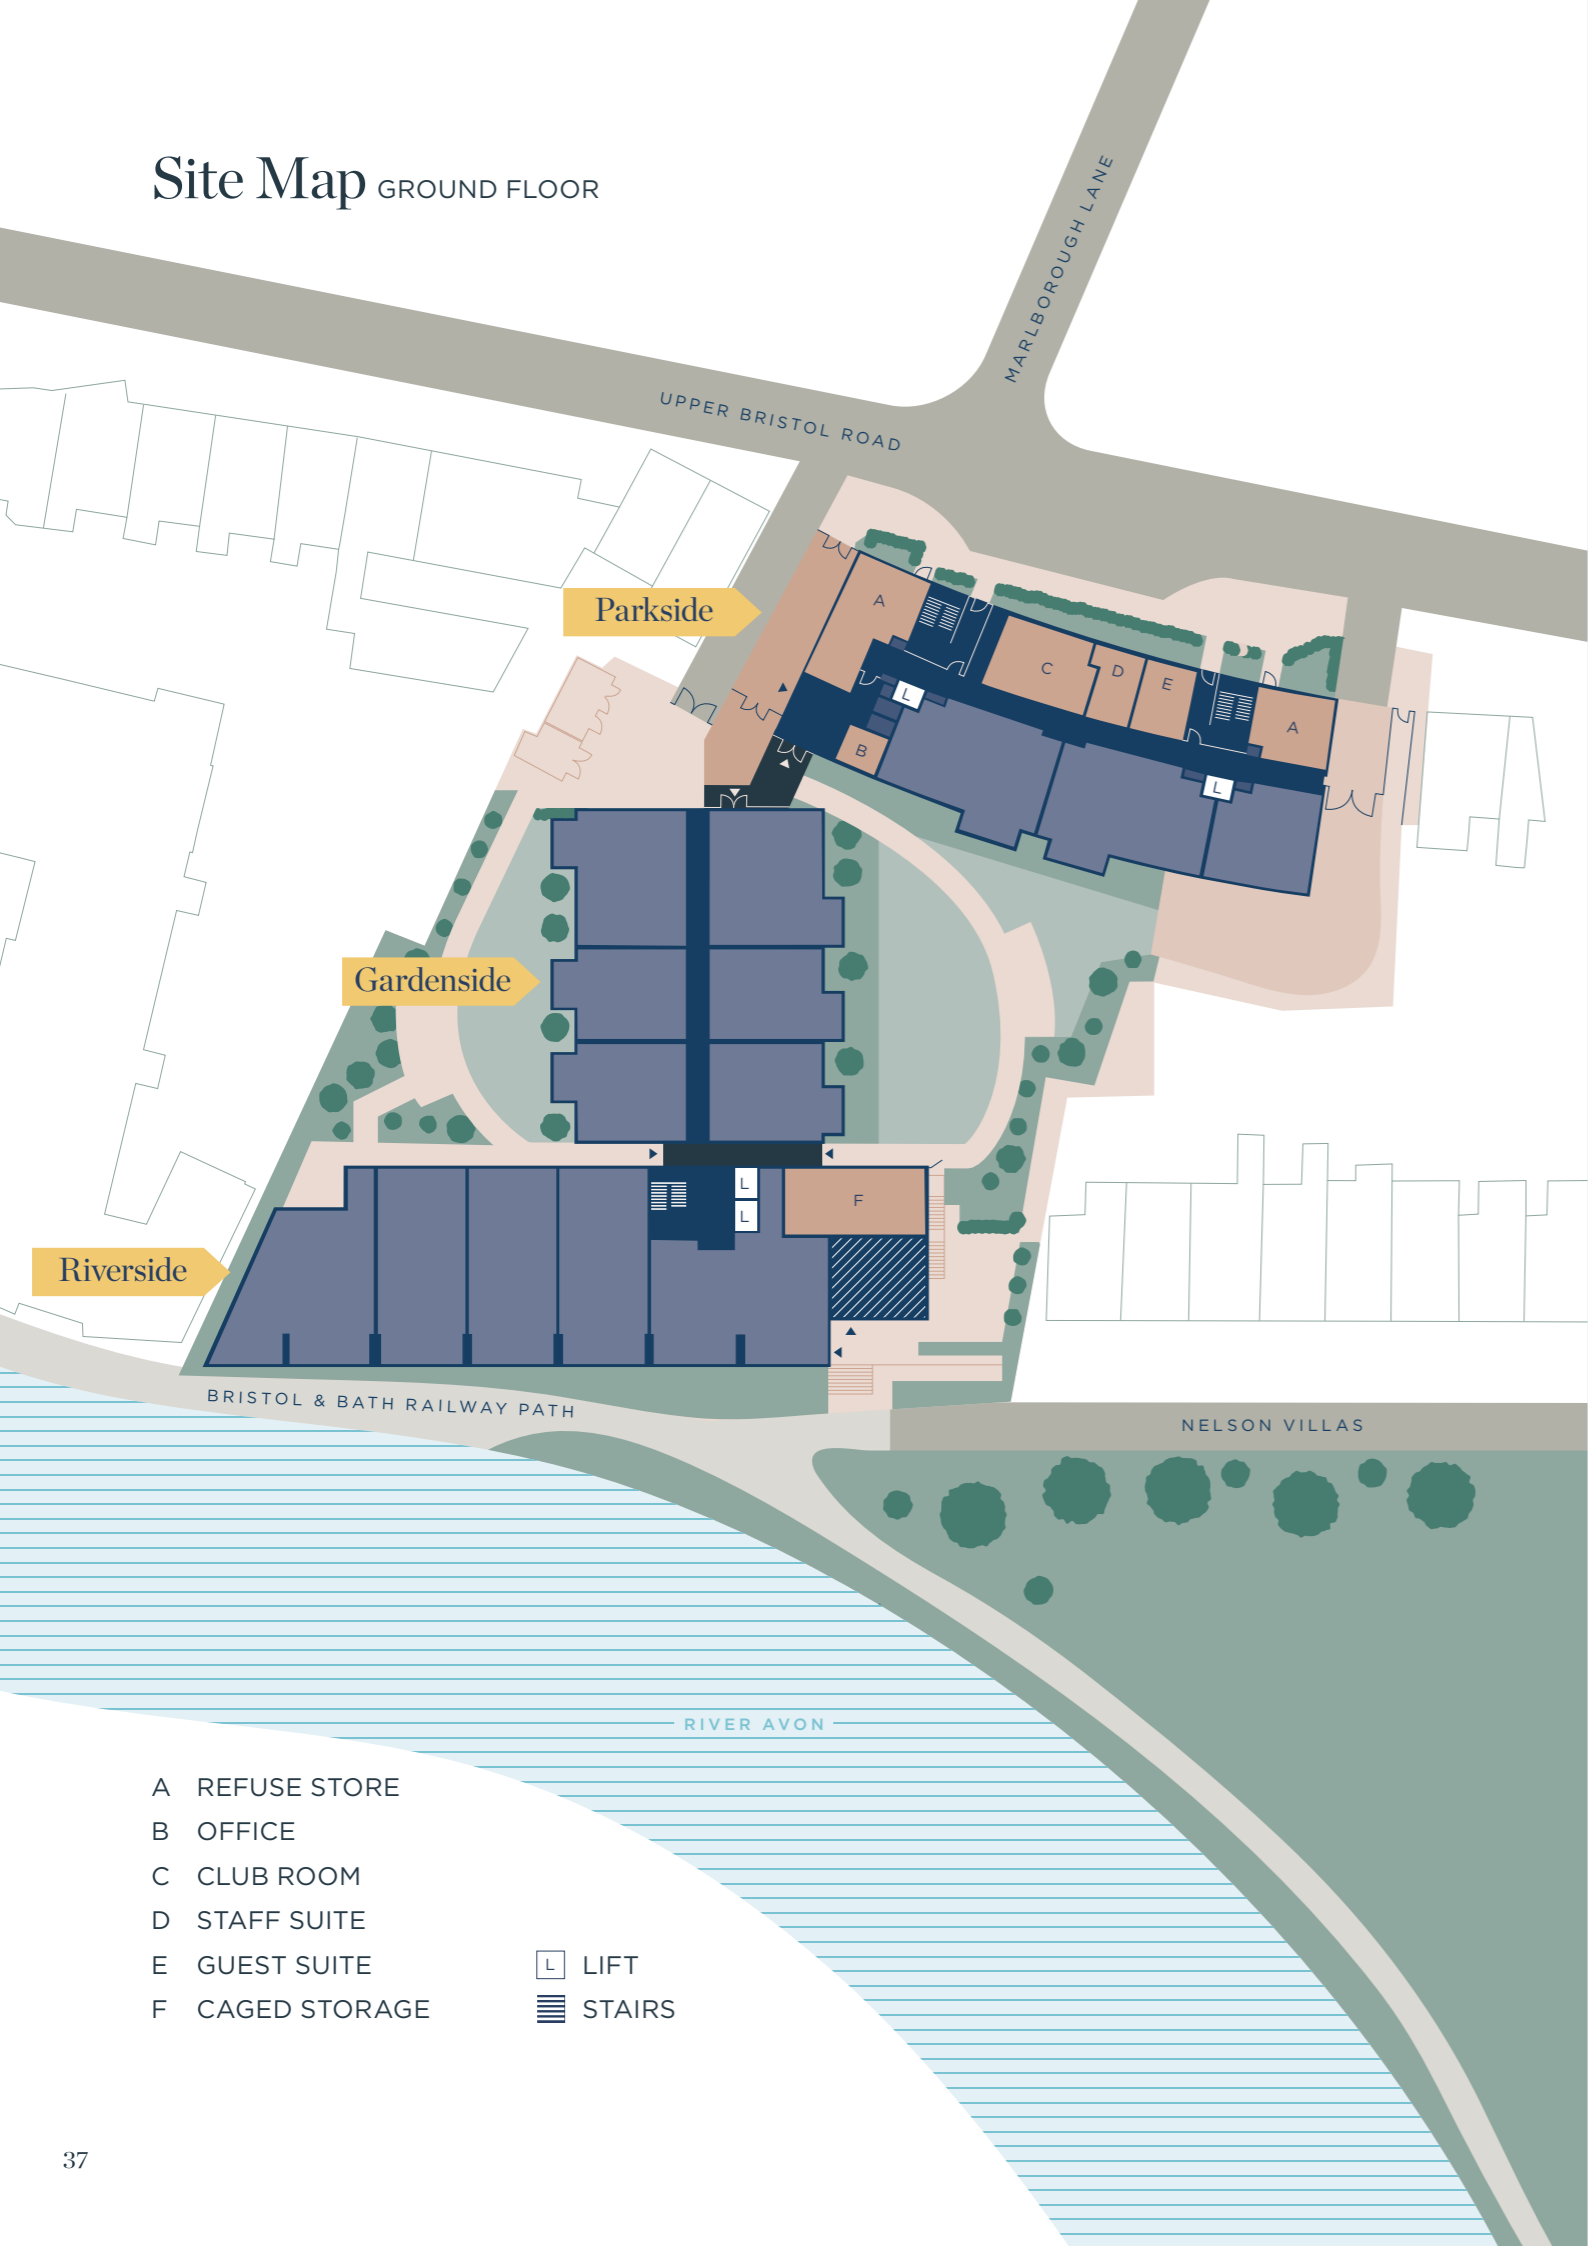 Site Map GROUND FLOOR
MARLBOROUGH LANE
UPPER BRISTOL ROAD
Parkside
A
C
D
E
A
L
B
L
Gardenside
L
L
F
Riverside
BRISTOL & BATH RAILWAY PATH
NELSON VILLAS
RIVER AVON
A REFUSE STORE
B OFFICE
C CLUB ROOM
D STAFF SUITE
E GUEST SUITE
F CAGED STORAGE
L LIFT
STAIRS
37